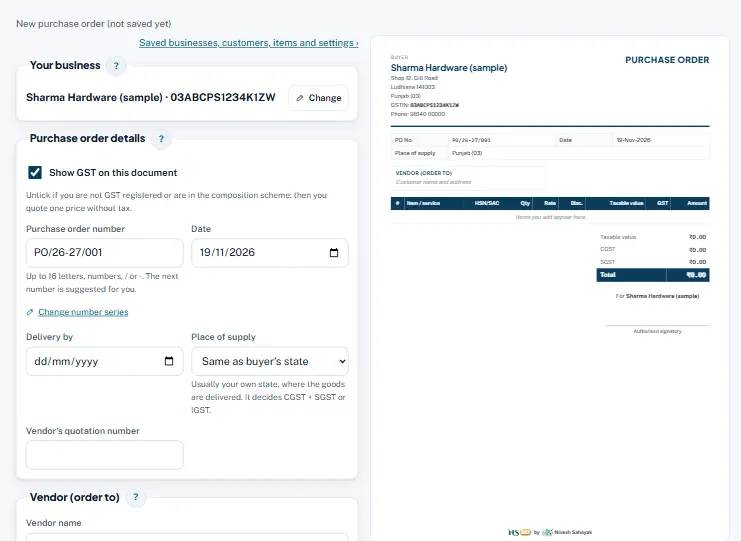 New purchase order (not saved yet)
Saved businesses, customers, items and settings ›
Your business ?
Sharma Hardware (sample) · 03ABCPS1234K1ZW
Change
Purchase order details ?
Show GST on this document
Untick if you are not GST registered or are in the composition scheme: then you
quote one price without tax.
Purchase order number
PO/26-27/001
Up to 16 letters, numbers, / or -. The next
number is suggested for you.
Date
19/11/2026
Change number series
Delivery by
dd/mm/yyyy
Place of supply
Same as buyer's state
Usually your own state, where the goods
are delivered. It decides CGST + SGST or
IGST.
Vendor's quotation number
Vendor (order to) ?
Vendor name
BUYER
Sharma Hardware (sample)
Shop 12, Gill Road
Ludhiana 141003
Punjab (03)
GSTIN: 03ABCPS1234K1ZW
Phone: 98140 00000
PURCHASE ORDER
PO No. PO/26-27/001 Date 19-Nov-2026
Place of supply Punjab (03)
VENDOR (ORDER TO)
Customer name and address
# Item / service HSN/SAC Qty Rate Disc. Taxable value GST Amount
Items you add appear here
Taxable value ₹0.00
CGST ₹0.00
SGST ₹0.00
Total ₹0.00
For Sharma Hardware (sample)
Authorised signatory
by Nivesh Sahayak